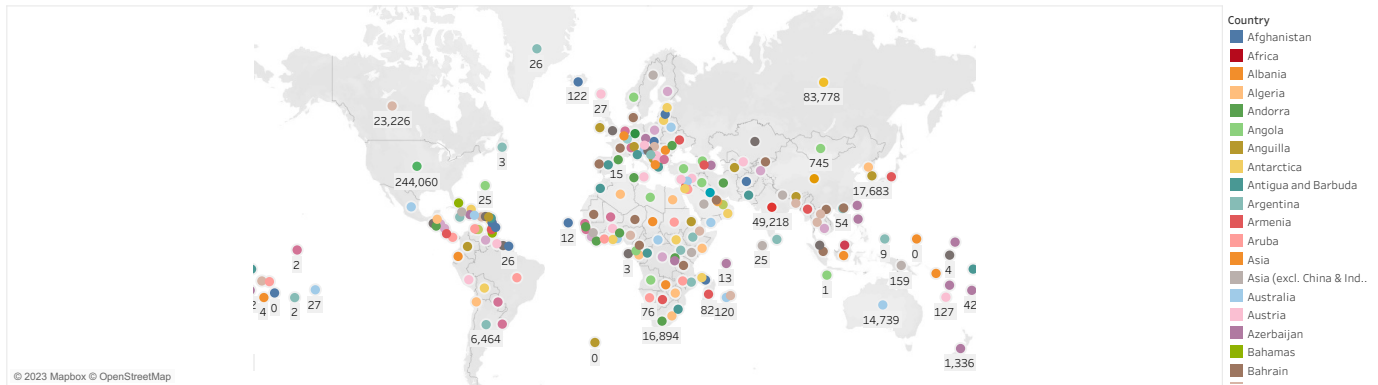 26
122
27
83,778
23,226
3
745
15
17,683
244,060
25
49,218
54
12
26
3
25
9
0
2
4
13
1
159
2
4
0
2
27
76
82
120
127
42
14,739
16,894
6,464
0
1,336
© 2023 Mapbox © OpenStreetMap
Country
Afghanistan
Africa
Albania
Algeria
Andorra
Angola
Anguilla
Antarctica
Antigua and Barbuda
Argentina
Armenia
Aruba
Asia
Asia (excl. China & Ind..
Australia
Austria
Azerbaijan
Bahamas
Bahrain